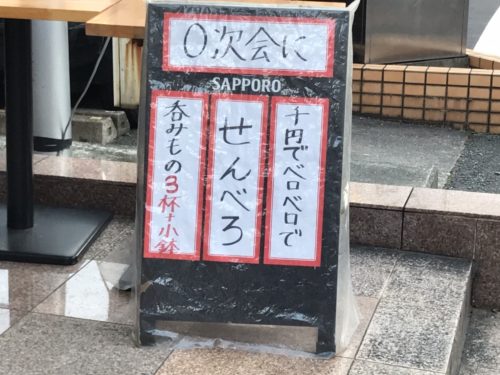 0次会に
SAPPORO
千円でベロベロで
せんべろ
呑みもの3杯+小鉢